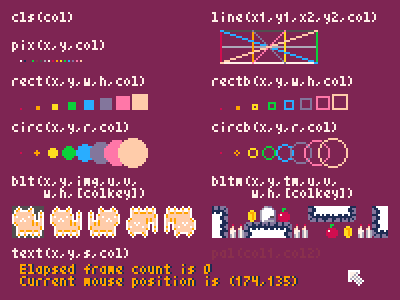 cls(col)
line(x1,y1,x2,y2,col)
pix(x,y,col)
rect(x,y,w,h,col)
rectb(x,y,w,h,col)
circ(x,y,r,col)
circb(x,y,r,col)
blt(x,y,img,u,v,
w,h,[colkey])
bltm(x,y,tm,u,v,
w,h,[colkey])
text(x,y,s,col)
pal(col1,col2)
Elapsed frame count is 0
Current mouse position is (174,135)